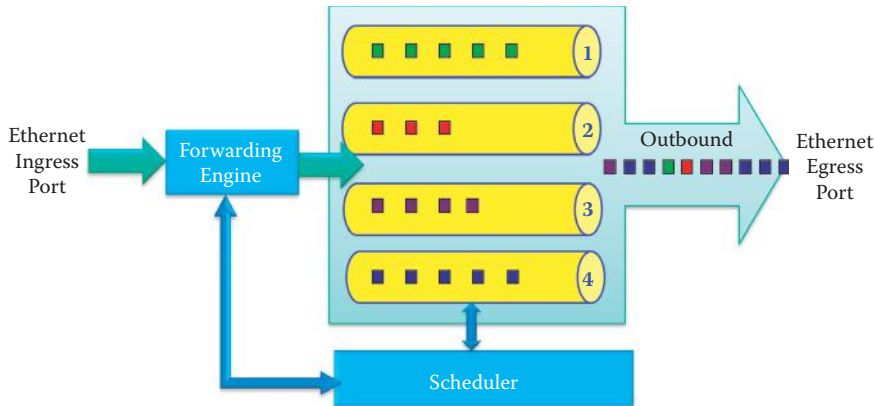 Ethernet
Ingress
Port
Forwarding
Engine
1
2
3
4
Outbound
Ethernet
Egress
Port
Scheduler